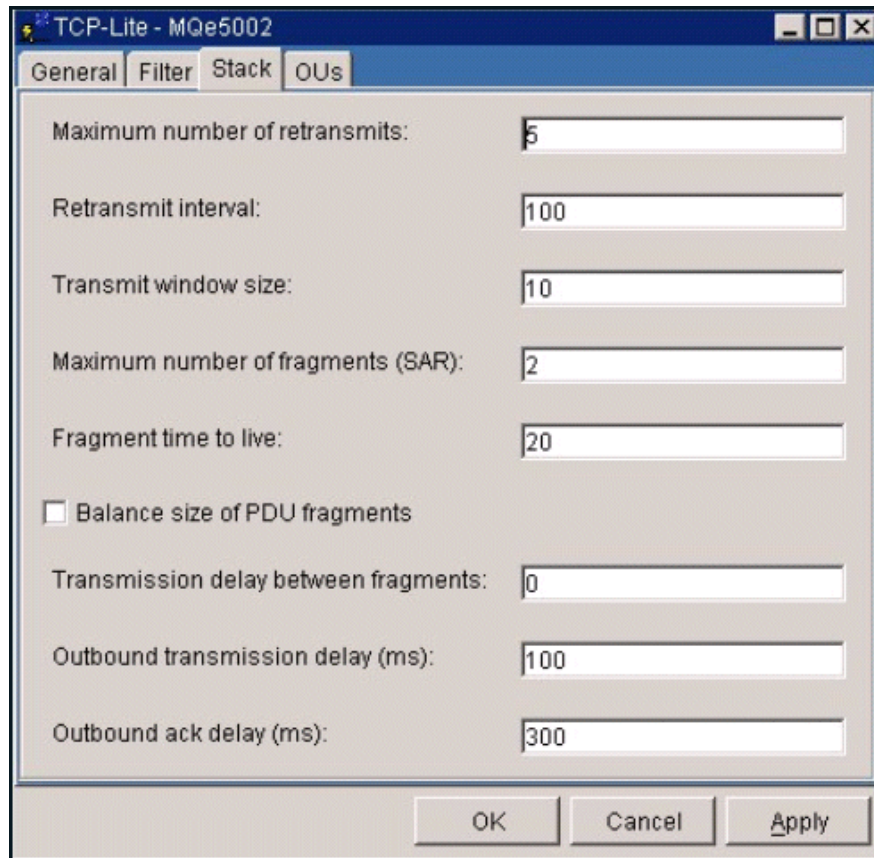 TCP-Lite - MQe5002
General Filter Stack OUs
Maximum number of retransmits: 5
Retransmit interval: 100
Transmit window size: 10
Maximum number of fragments (SAR): 2
Fragment time to live: 20
Balance size of PDU fragments
Transmission delay between fragments: 0
Outbound transmission delay (ms): 100
Outbound ack delay (ms): 300
OK Cancel Apply